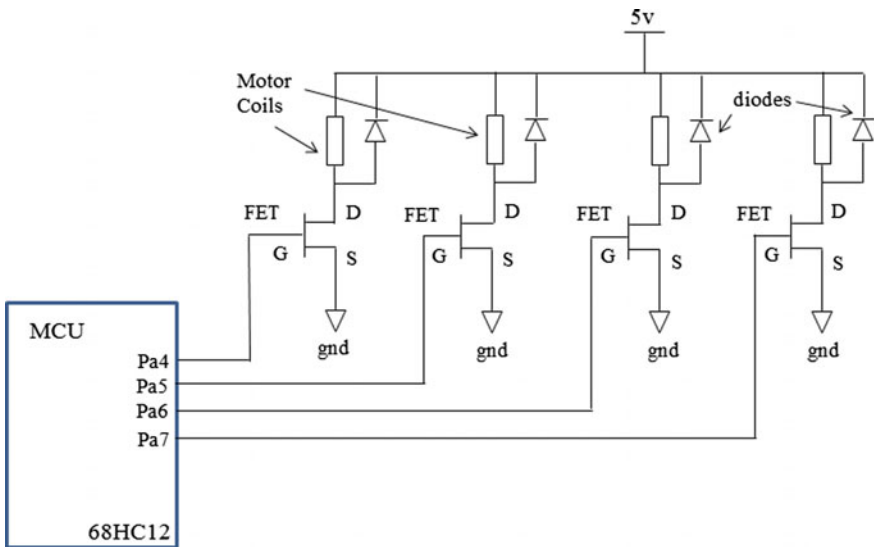 5v
Motor
Coils
diodes
FET D
G S
gnd
FET D
G S
gnd
FET D
G S
gnd
FET D
G S
gnd
MCU
Pa4
Pa5
Pa6
Pa7
68HC12